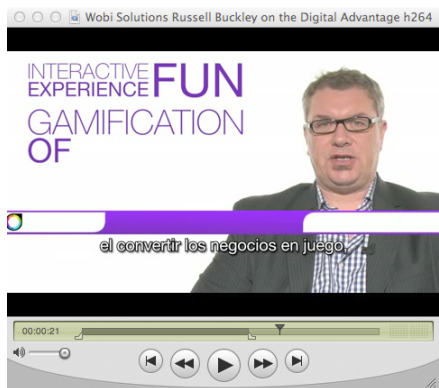 Wobi Solutions Russell Buckley on the Digital Advantage h264
INTERACTIVE FUN
EXPERIENCE
GAMIFICATION
OF
el convertir los negocios en juego,
00:00:21